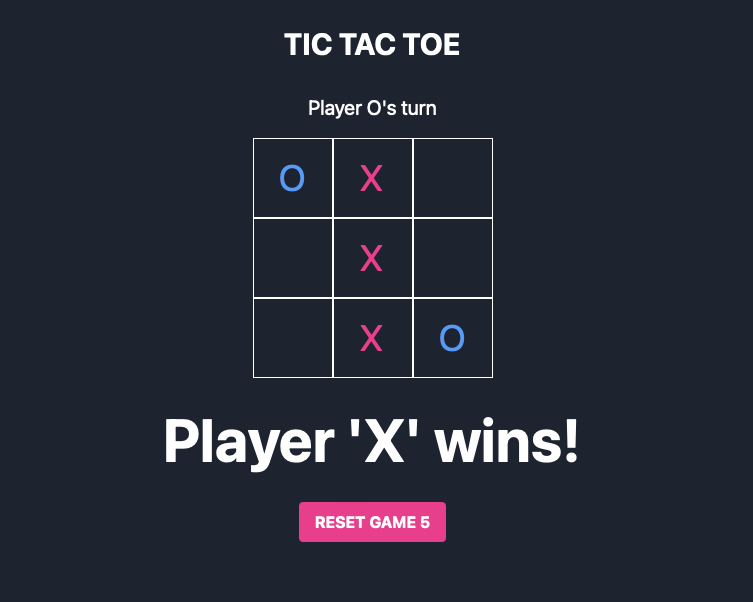 TIC TAC TOE
Player O's turn
O X
X
X O
Player 'X' wins!
RESET GAME 5